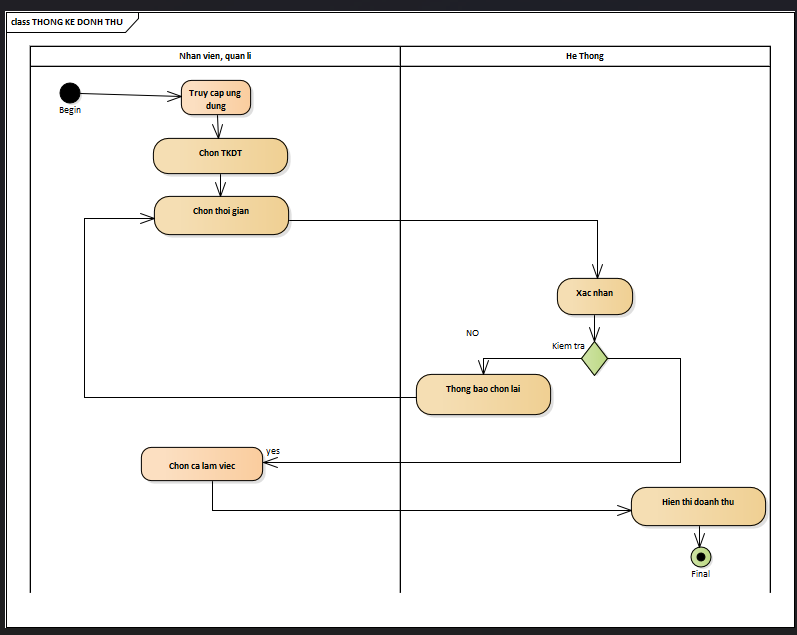 class THONG KE DONH THU
Nhan vien, quan li
He Thong
Begin
Truy cap ung
dung
Chon TKDT
Chon thoi gian
Xac nhan
NO
Kiem tra
Thong bao chon lai
yes
Chon ca lam viec
Hien thi doanh thu
Final